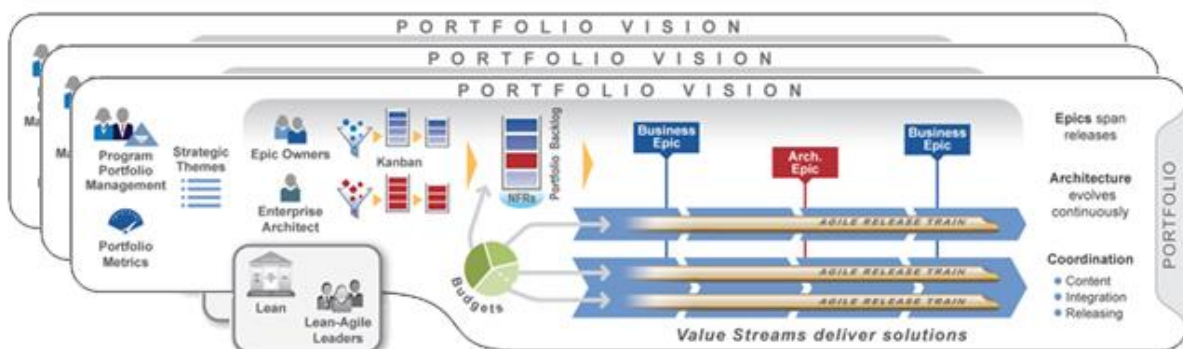 PORTFOLIO VISION
PORTFOLIO VISION
PORTFOLIO VISION
Ma
Ma
Program
Portfolio
Management
Strategic
Themes
Portfolio
Metrics
Epic Owners
Enterprise
Architect
Kanban
Portfolio Backlog
NFRs
Business
Epic
Arch.
Epic
Business
Epic
AGILE RELEASE TRAIN
AGILE RELEASE TRAIN
AGILE RELEASE TRAIN
Budgets
Value Streams deliver solutions
Lean
Lean-Agile
Leaders
Epics span
releases
Architecture
evolves
continuously
Coordination
Content
Integration
Releasing
PORTFOLIO